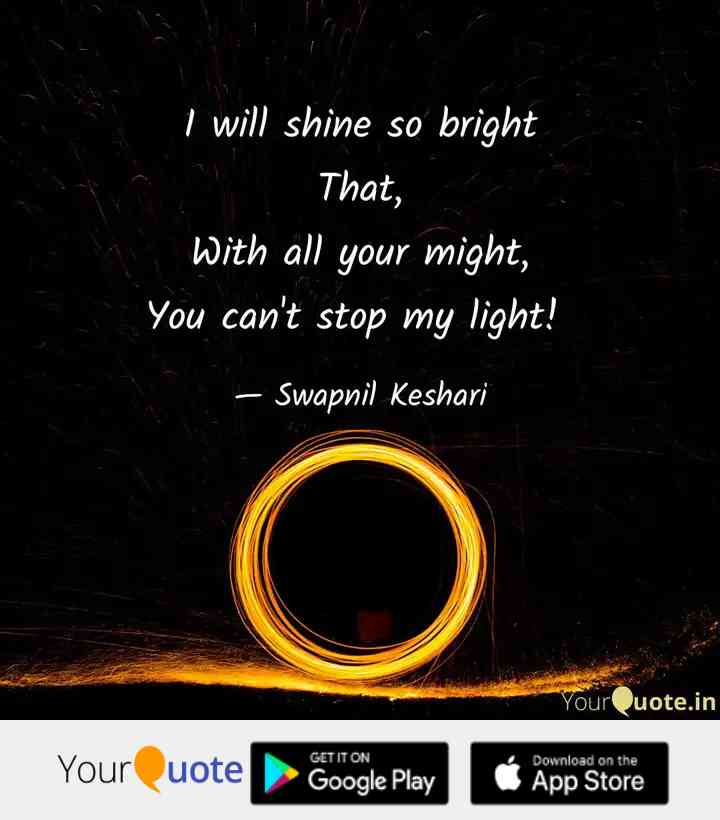 I will shine so bright
That,
With all your might,
You can't stop my light!
— Swapnil Keshari
YourQuote.in
YourQuote
GET IT ON
Google Play
Download on the
App Store